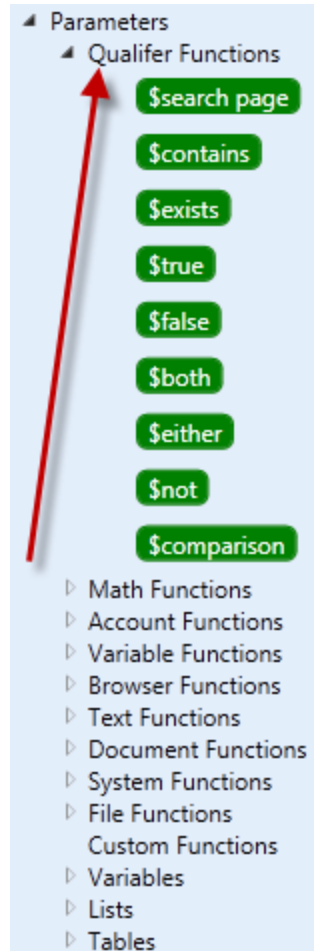 Parameters
Qualifer Functions
$search page
$contains
$exists
$true
$false
$both
$either
$not
$comparison
Math Functions
Account Functions
Variable Functions
Browser Functions
Text Functions
Document Functions
System Functions
File Functions
Custom Functions
Variables
Lists
Tables